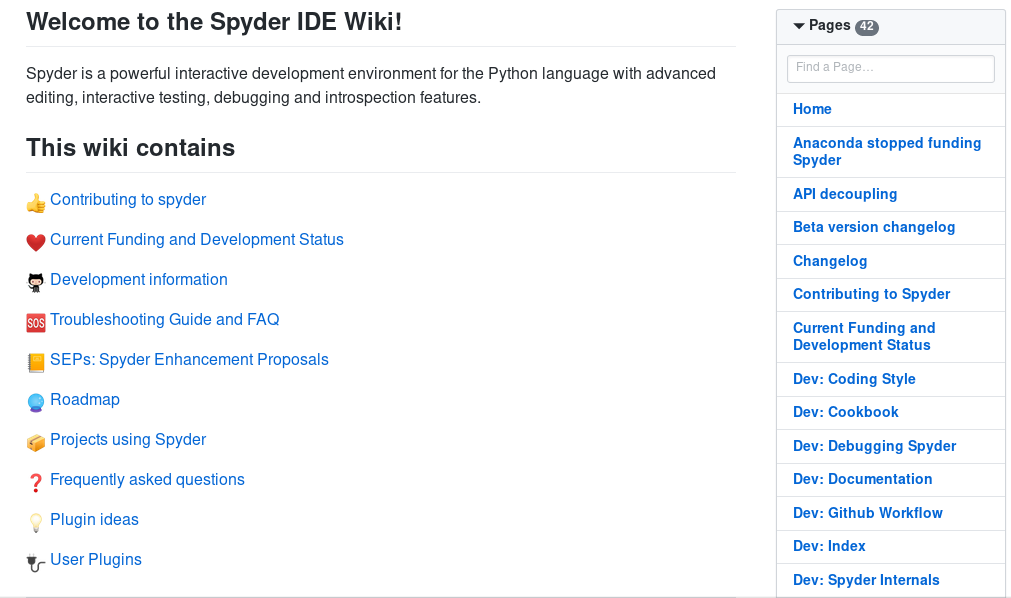 Welcome to the Spyder IDE Wiki!
Spyder is a powerful interactive development environment for the Python language with advanced
editing, interactive testing, debugging and introspection features.
This wiki contains
Contributing to spyder
Current Funding and Development Status
Development information
SOS Troubleshooting Guide and FAQ
SEPs: Spyder Enhancement Proposals
Roadmap
Projects using Spyder
Frequently asked questions
Plugin ideas
User Plugins
Pages 42
Find a Page…
Home
Anaconda stopped funding
Spyder
API decoupling
Beta version changelog
Changelog
Contributing to Spyder
Current Funding and
Development Status
Dev: Coding Style
Dev: Cookbook
Dev: Debugging Spyder
Dev: Documentation
Dev: Github Workflow
Dev: Index
Dev: Spyder Internals